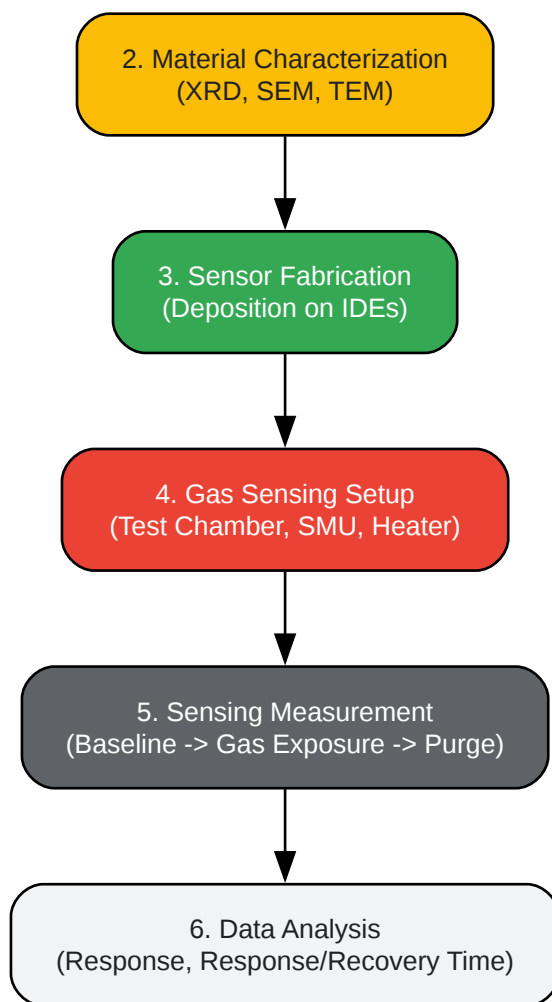 2. Material Characterization
(XRD, SEM, TEM)
3. Sensor Fabrication
(Deposition on IDEs)
4. Gas Sensing Setup
(Test Chamber, SMU, Heater)
5. Sensing Measurement
(Baseline -> Gas Exposure -> Purge)
6. Data Analysis
(Response, Response/Recovery Time)